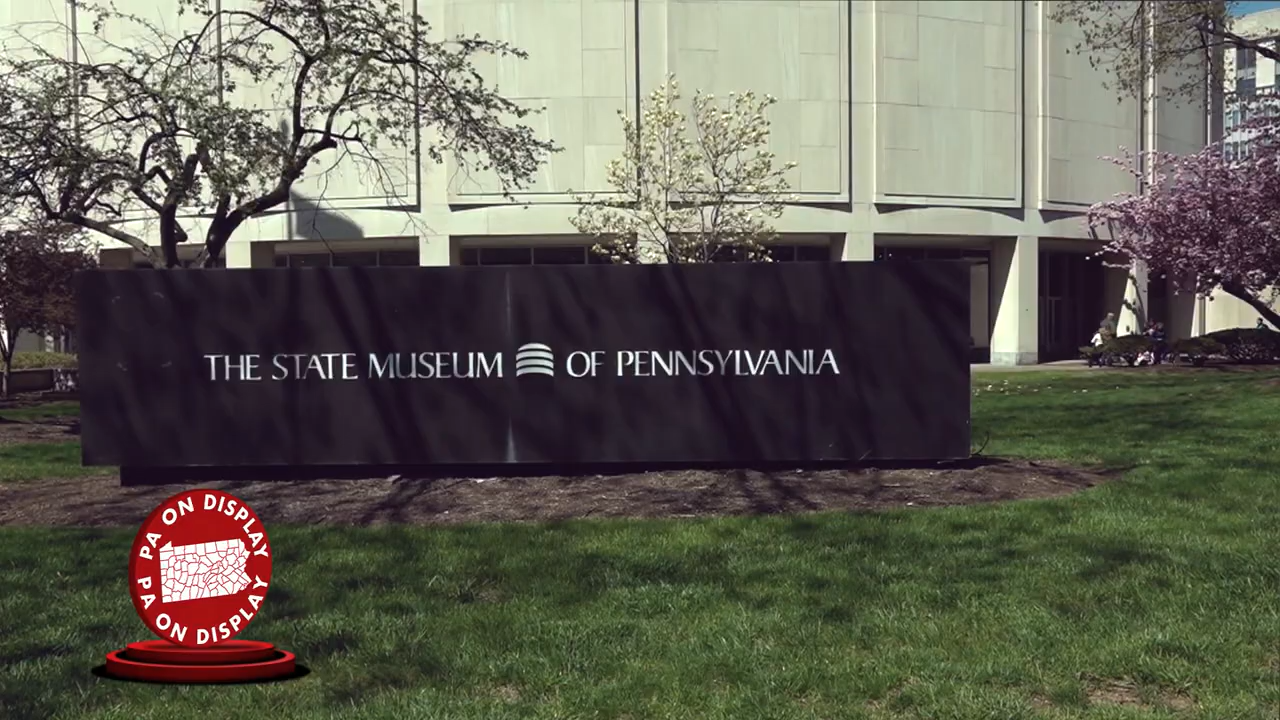 THE STATE MUSEUM OF PENNSYLVANIA
PA ON DISPLAY
PA ON DISPLAY